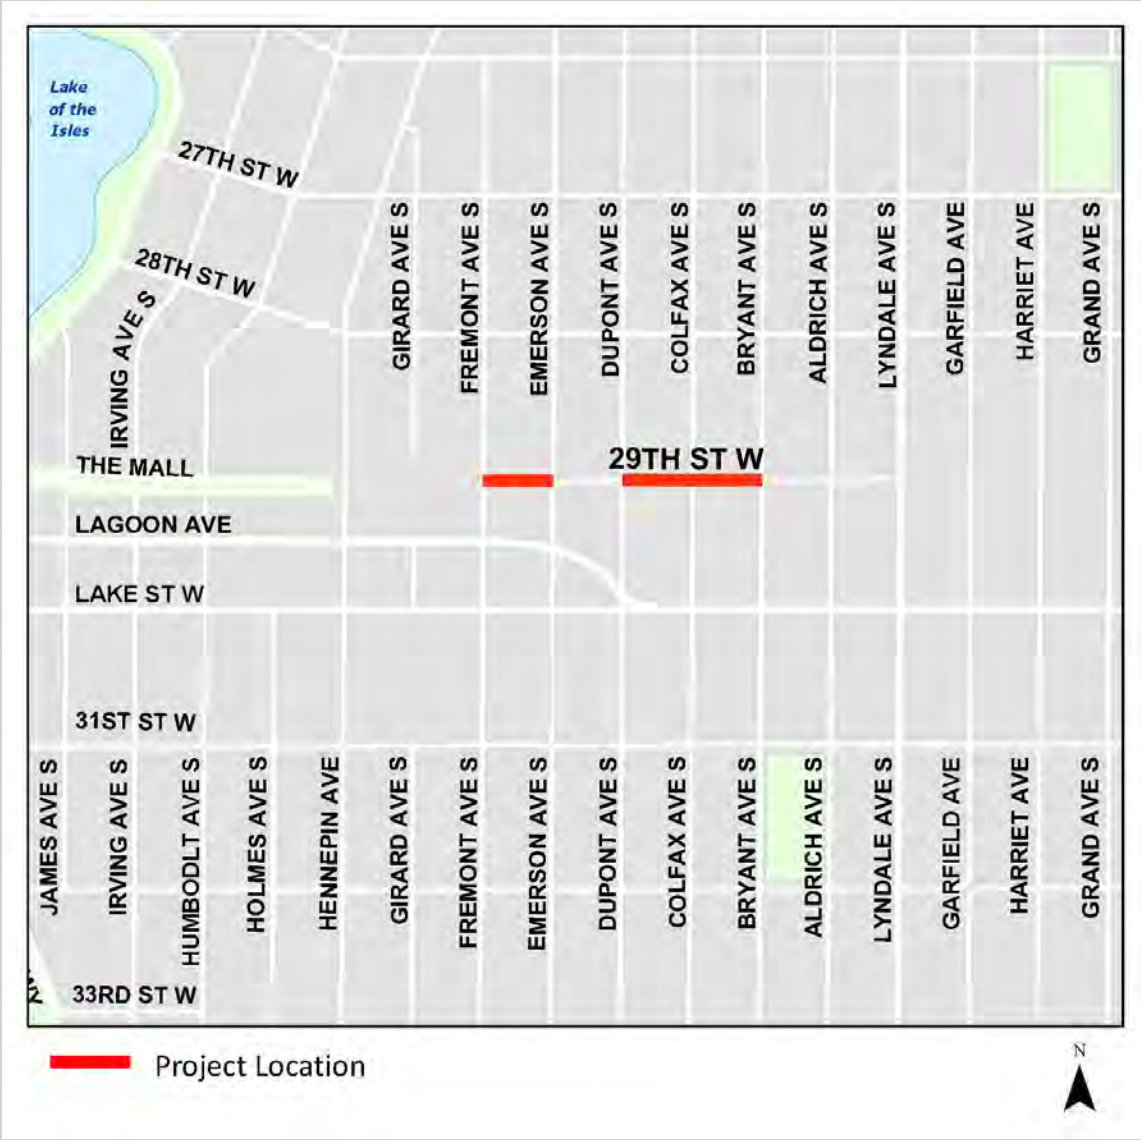 Lake
of the
Isles
27TH ST W
28TH ST W
IRVING AVE S
GIRARD AVE S
FREMONT AVE S
EMERSON AVE S
DUPONT AVE S
COLFAX AVE S
BRYANT AVE S
ALDRICH AVE S
LYNDALE AVE S
GARFIELD AVE
HARRIET AVE
GRAND AVE S
29TH ST W
THE MALL
LAGOON AVE
LAKE ST W
31ST ST W
JAMES AVE S
IRVING AVE S
HUMBODLT AVE S
HOLMES AVE S
HENNEPIN AVE
GIRARD AVE S
FREMONT AVE S
EMERSON AVE S
DUPONT AVE S
COLFAX AVE S
BRYANT AVE S
ALDRICH AVE S
LYNDALE AVE S
GARFIELD AVE
HARRIET AVE
GRAND AVE S
33RD ST W
Project Location
N